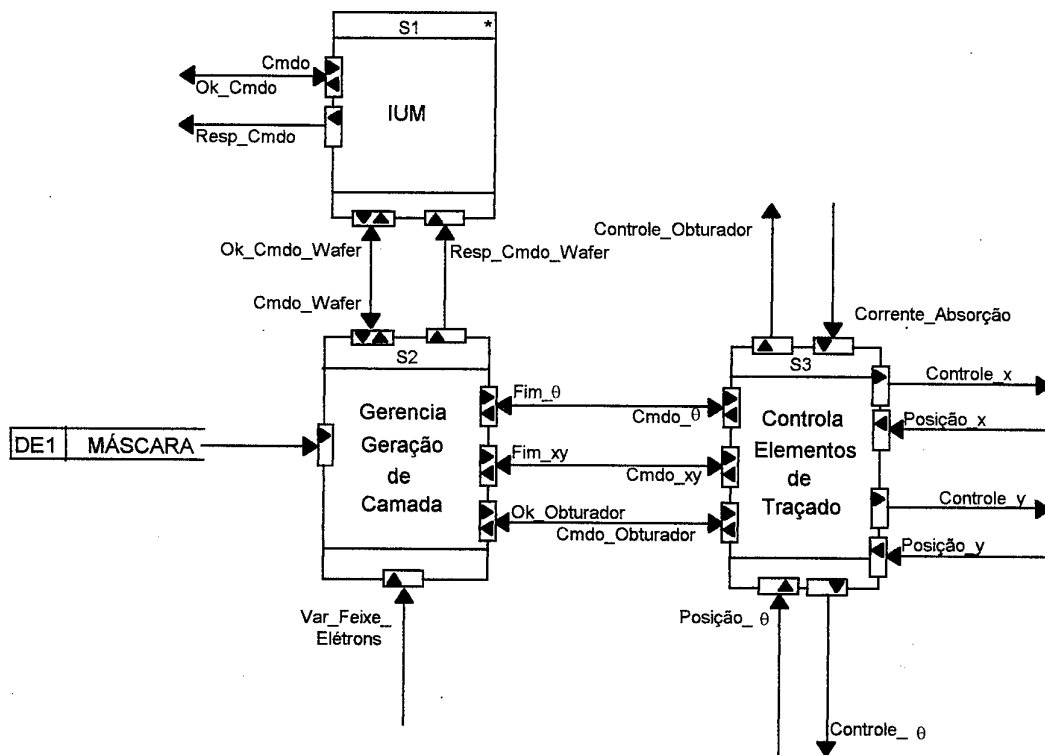 S1 *
Cmdo
Ok_Cmdo
IUM
Resp_Cmdo
Controle_Obturador
Ok_Cmdo_Wafer
Resp_Cmdo_Wafer
Cmdo_Wafer
Corrente_Absorção
S2
S3
Controle_x
Fim_θ
Cmdo_θ
Gerencia
Geração
de
Camada
Controla
Elementos
de
Traçado
Posição_x
DE1 MÁSCARA
Fim_xy
Cmdo_xy
Controle_y
Ok_Obturador
Cmdo_Obturador
Posição_y
Var_Feixe_
Elétrons
Posição_ θ
Controle_ θ